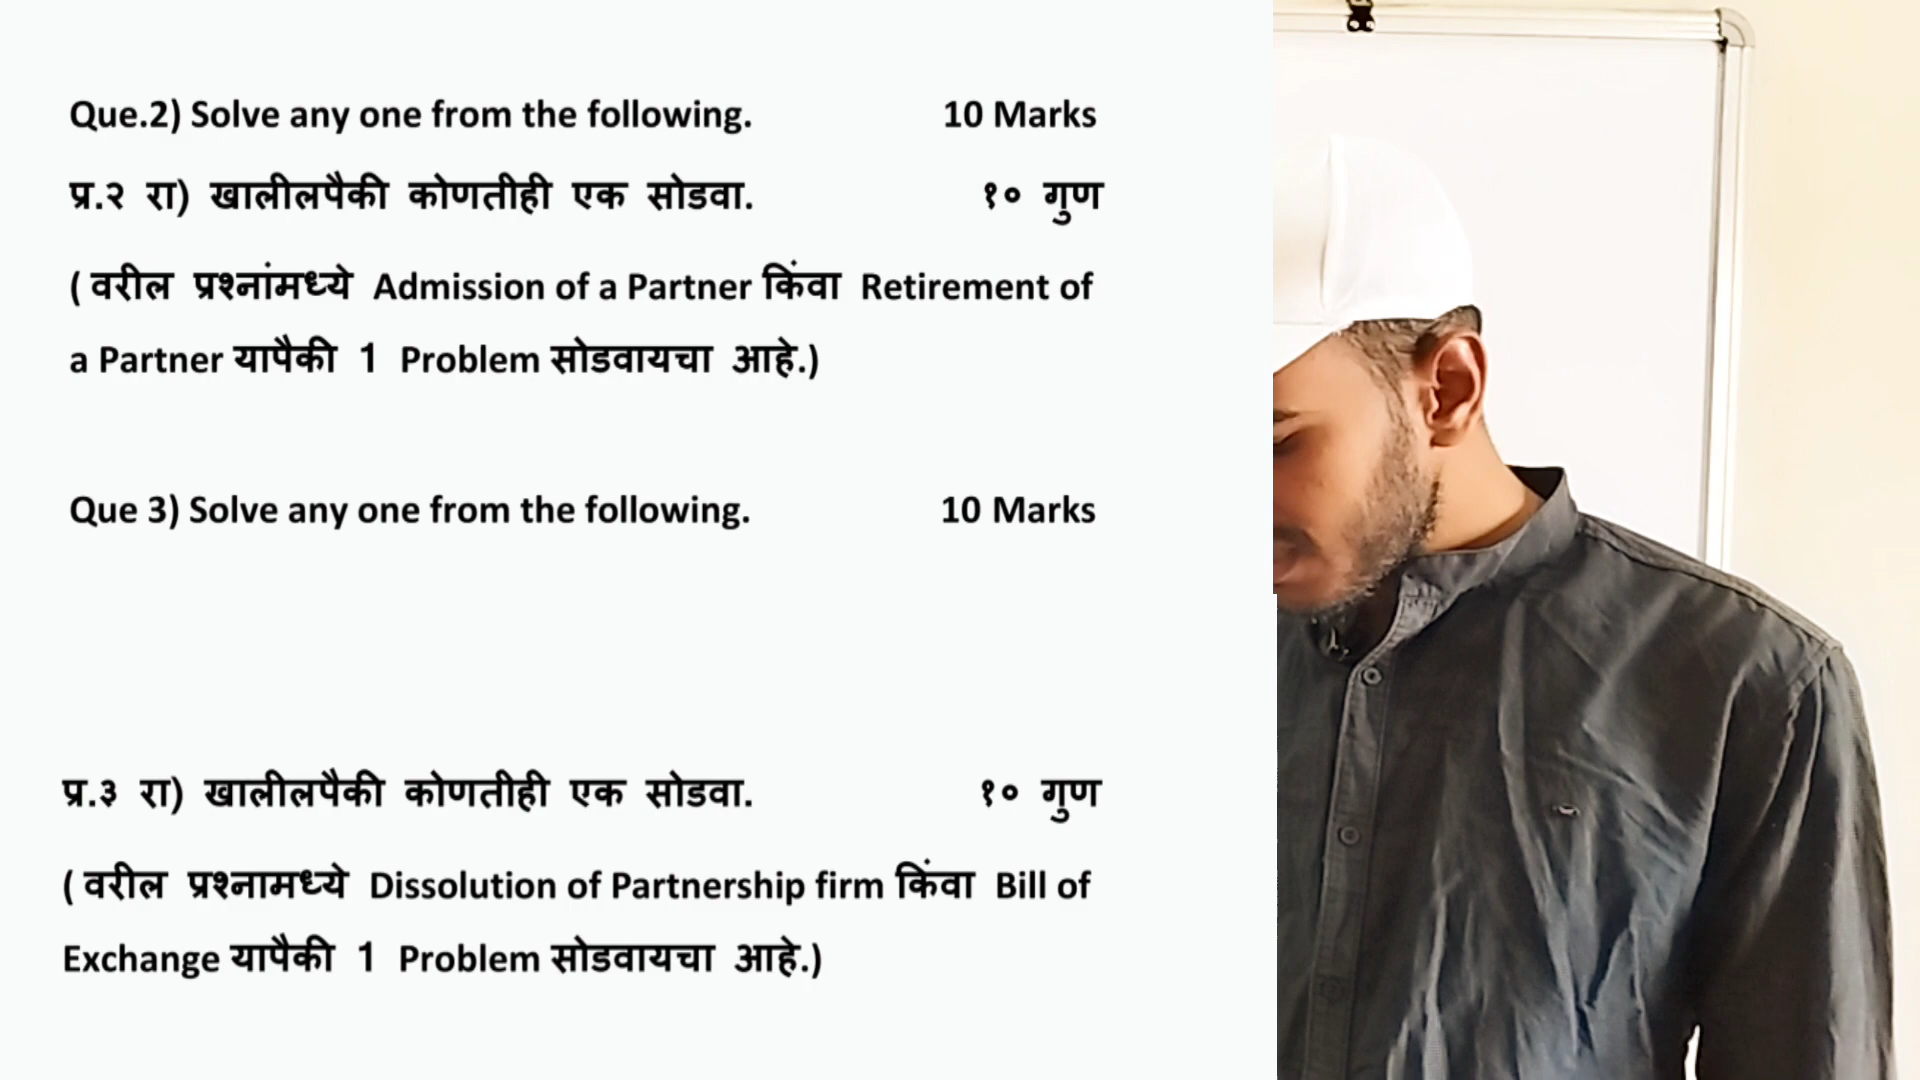 Que.2) Solve any one from the following. 10 Marks
प्र.२ रा) खालीलपैकी कोणतीही एक सोडवा. १० गुण
( वरील प्रश्नांमध्ये Admission of a Partner किंवा Retirement of
a Partner यापैकी 1 Problem सोडवायचा आहे.)
Que 3) Solve any one from the following. 10 Marks
प्र.३ रा) खालीलपैकी कोणतीही एक सोडवा. १० गुण
( वरील प्रश्नामध्ये Dissolution of Partnership firm किंवा Bill of
Exchange यापैकी 1 Problem सोडवायचा आहे.)